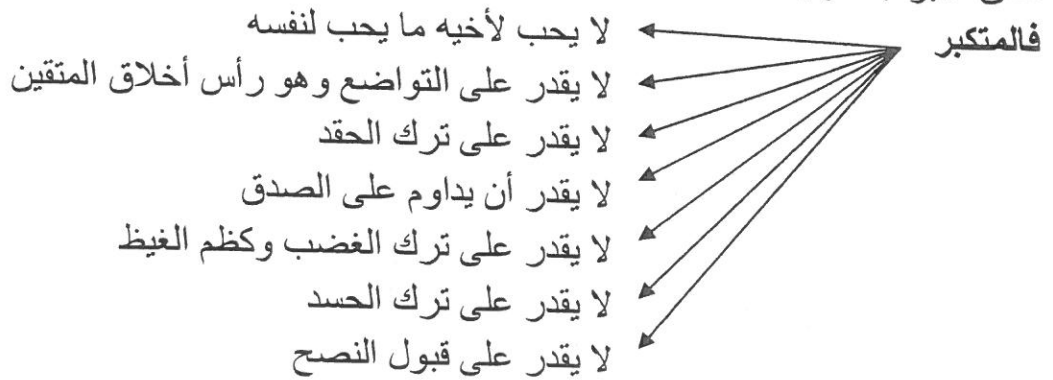 فالمتكبر
لا يحب لأخيه ما يحب لنفسه
لا يقدر على التواضع وهو رأس أخلاق المتقين
لا يقدر على ترك الحقد
لا يقدر أن يداوم على الصدق
لا يقدر على ترك الغضب وكظم الغيظ
لا يقدر على ترك الحسد
لا يقدر على قبول النصح